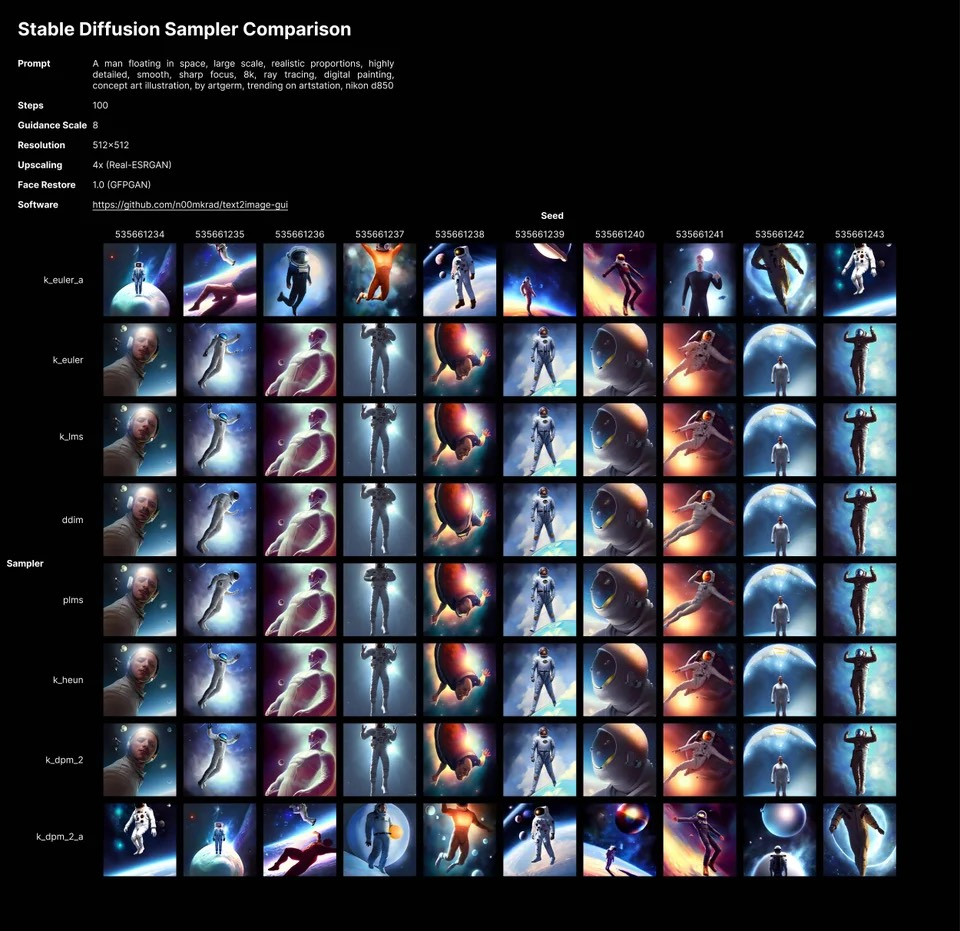 Stable Diffusion Sampler Comparison
Prompt
A man floating in space, large scale, realistic proportions, highly
detailed, smooth, sharp focus, 8k, ray tracing, digital painting,
concept art illustration, by artgerm, trending on artstation, nikon d850
Steps 100
Guidance Scale 8
Resolution 512×512
Upscaling 4x (Real-ESRGAN)
Face Restore 1.0 (GFPGAN)
Software https://github.com/n00mkrad/text2image-gui
Seed
535661234 535661235 535661236 535661237 535661238 535661239 535661240 535661241 535661242 535661243
k_euler_a
k_euler
k_lms
ddim
Sampler
plms
k_heun
k_dpm_2
k_dpm_2_a